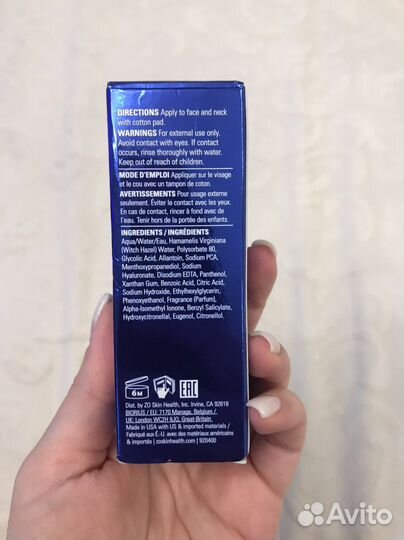 DIRECTIONS Apply to face and neck
with cotton pad.
WARNINGS For external use only.
Avoid contact with eyes. If contact
occurs, rinse thoroughly with water.
Keep out of reach of children.
MODE D'EMPLOI Appliquer sur le visage
et le cou avec un tampon de coton.
AVERTISSEMENTS Pour usage externe
seulement. Éviter le contact avec les yeux.
En cas de contact, rincer à fond avec de
l'eau. Tenir hors de la portée des enfants.
INGREDIENTS / INGRÉDIENTS
Aqua/Water/Eau, Hamamelis Virginiana
(Witch Hazel) Water, Polysorbate 80,
Glycolic Acid, Allantoin, Sodium PCA,
Menthoxypropanediol, Sodium
Hyaluronate, Disodium EDTA, Panthenol,
Xanthan Gum, Benzoic Acid, Citric Acid,
Sodium Hydroxide, Ethylhexylglycerin,
Phenoxyethanol, Fragrance (Parfum),
Alpha-Isomethyl Ionone, Benzyl Salicylate,
Hydroxycitronellal, Eugenol, Citronellol.
6M
EAC
Dist. by ZO Skin Health, Inc. Irvine, CA 92618
BIORIUS / EU: 7170 Manage, Belgium /
UK: London WC2H 9JQ, Great-Britain
Made in USA with US & imported materials /
Fabriqué aux É.-U. avec des matériaux américains
& importés | zoskinhealth.com | 920400
Avito